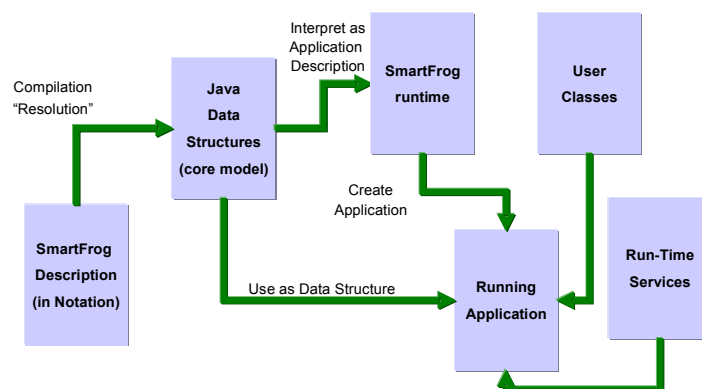 Compilation
“Resolution”
SmartFrog
Description
(in Notation)
Java
Data
Structures
(core model)
Interpret as
Application
Description
SmartFrog
runtime
Create
Application
Use as Data Structure
User
Classes
Running
Application
Run-Time
Services